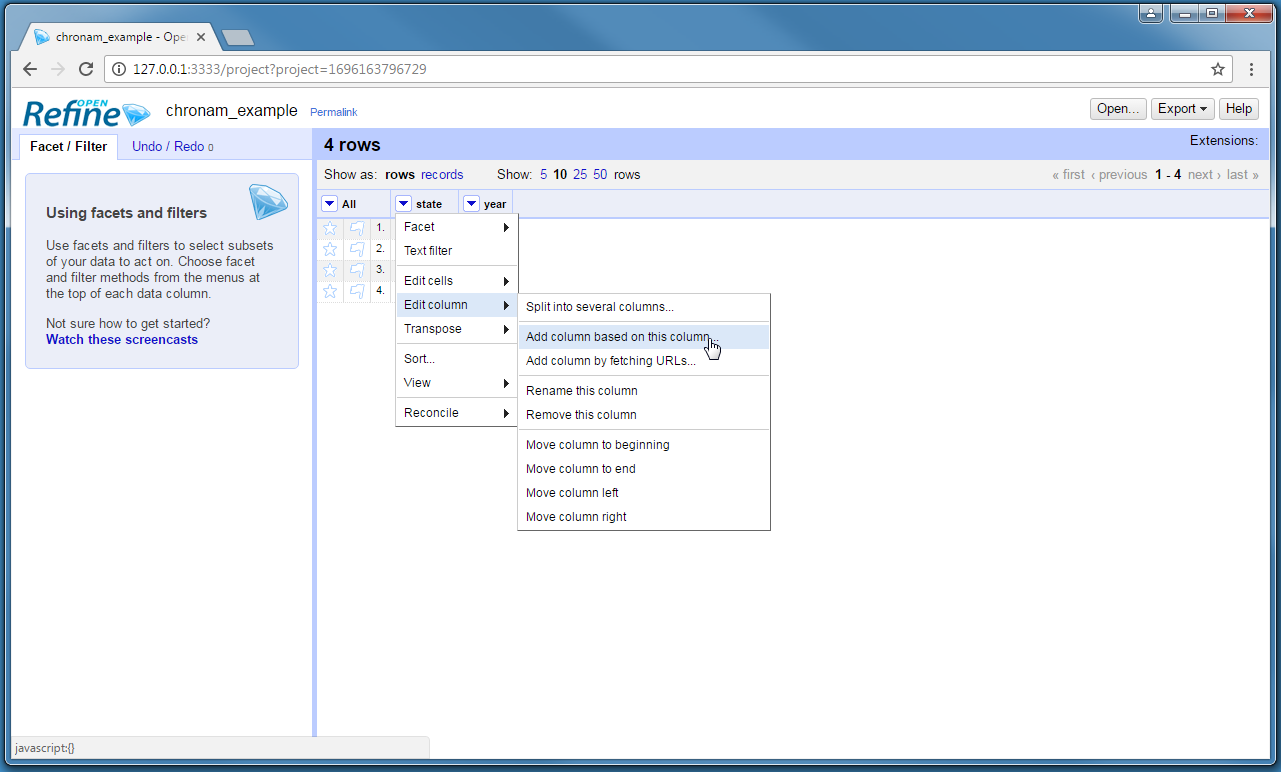 chronam_example - Ope
127.0.0.1:3333/project?project=1696163796729
OPEN
Refine
chronam_example Permalink
Open... Export Help
Facet / Filter Undo / Redo 0
4 rows
Extensions:
Show as: rows records Show: 5 10 25 50 rows
« first ‹ previous 1 - 4 next › last »
Using facets and filters
Use facets and filters to select subsets
of your data to act on. Choose facet
and filter methods from the menus at
the top of each data column.
Not sure how to get started?
Watch these screencasts
All state year
1.
2.
3.
4.
Facet
Text filter
Edit cells
Edit column
Transpose
Sort...
View
Reconcile
Split into several columns...
Add column based on this column...
Add column by fetching URLs...
Rename this column
Remove this column
Move column to beginning
Move column to end
Move column left
Move column right
javascript:{}